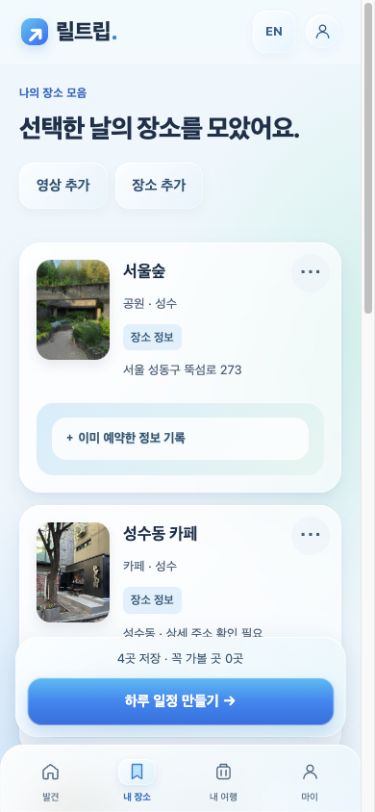 릴트립.
EN
나의 장소 모음
선택한 날의 장소를 모았어요.
영상 추가
장소 추가
서울숲
공원 · 성수
장소 정보
서울 성동구 뚝섬로 273
+ 이미 예약한 정보 기록
성수동 카페
카페 · 성수
장소 정보
성수동 · 상세 주소 확인 필요
4곳 저장 · 꼭 가볼 곳 0곳
하루 일정 만들기 →
발견
내 장소
내 여행
마이